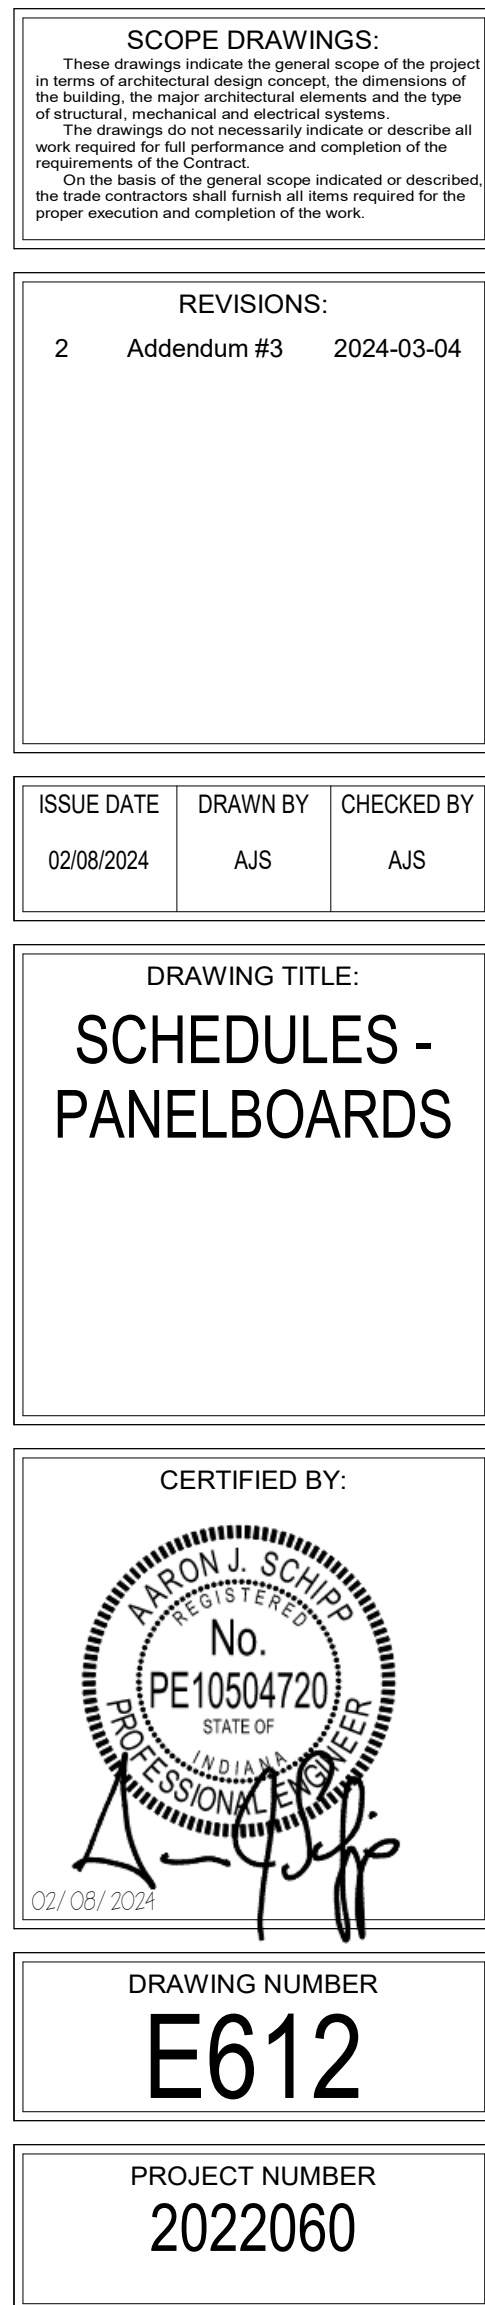 SCOPE DRAWINGS:
These drawings indicate the general scope of the project
in terms of architectural design concept, the dimensions of
the building, the major architectural elements and the type
of structural, mechanical and electrical systems.
The drawings do not necessarily indicate or describe all
work required for full performance and completion of the
requirements of the Contract.
On the basis of the general scope indicated or described,
the trade contractors shall furnish all items required for the
proper execution and completion of the work.
REVISIONS:
2 Addendum #3 2024-03-04
ISSUE DATE DRAWN BY CHECKED BY
02/08/2024 AJS AJS
DRAWING TITLE:
SCHEDULES -
PANELBOARDS
CERTIFIED BY:
AARON J. SCHIPP
REGISTERED
No.
PE10504720
STATE OF
INDIANA
PROFESSIONAL ENGINEER
02/08/2024
DRAWING NUMBER
E612
PROJECT NUMBER
2022060